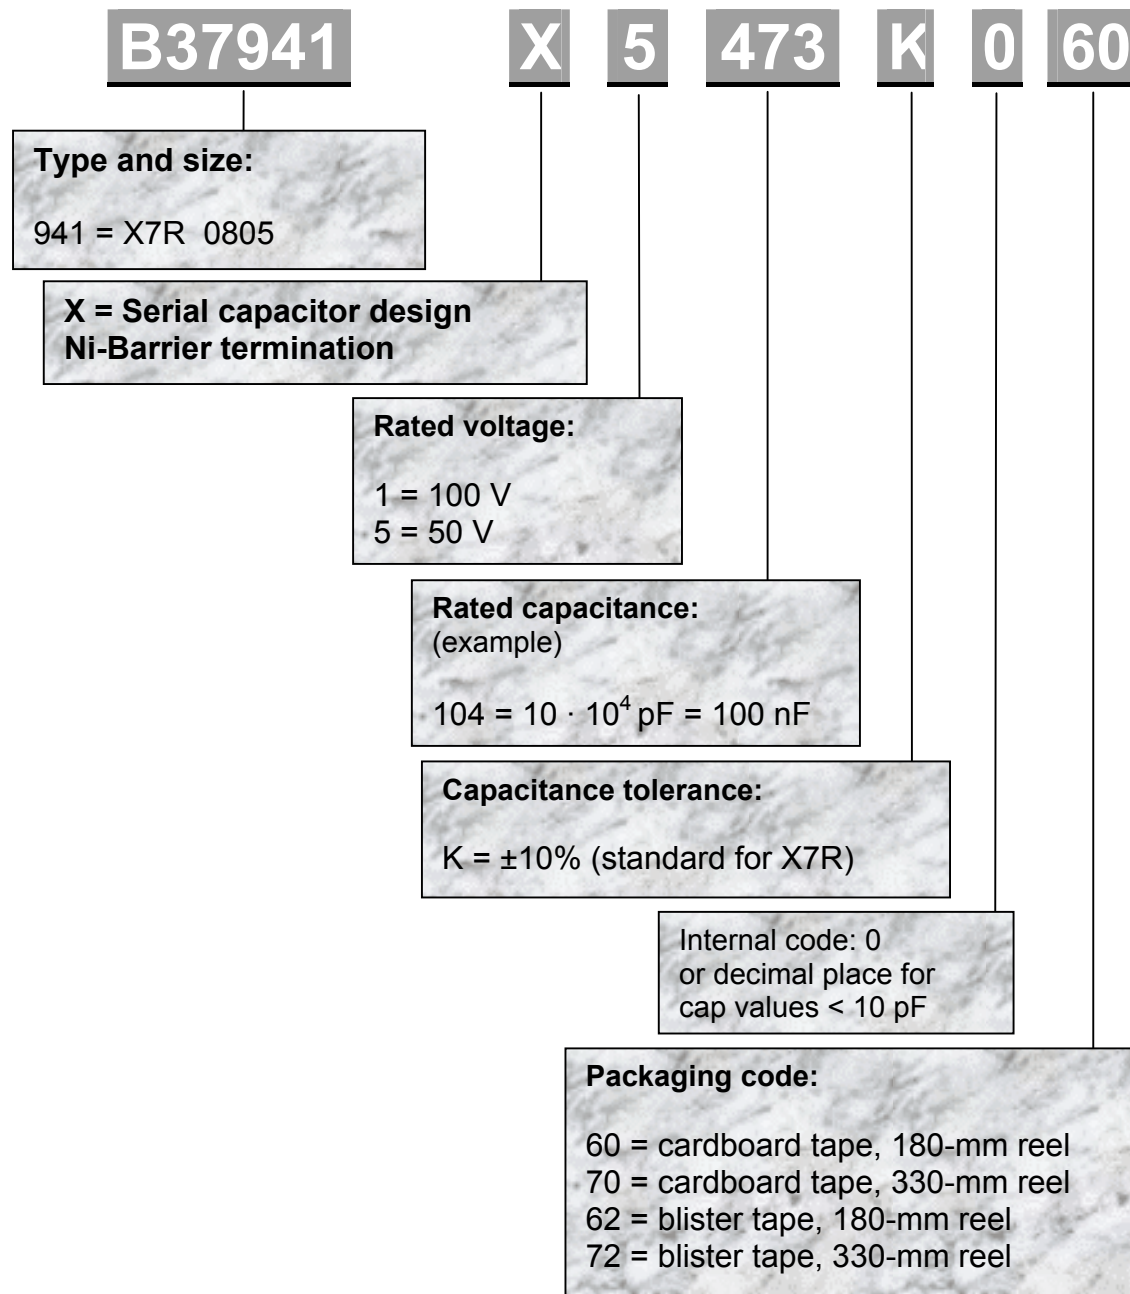 B37941 X 5 473 K 0 60
Type and size:
941 = X7R 0805
X = Serial capacitor design
Ni-Barrier termination
Rated voltage:
1 = 100 V
5 = 50 V
Rated capacitance:
(example)
104 = 10 · 10⁴ pF = 100 nF
Capacitance tolerance:
K = ±10% (standard for X7R)
Internal code: 0
or decimal place for
cap values < 10 pF
Packaging code:
60 = cardboard tape, 180-mm reel
70 = cardboard tape, 330-mm reel
62 = blister tape, 180-mm reel
72 = blister tape, 330-mm reel